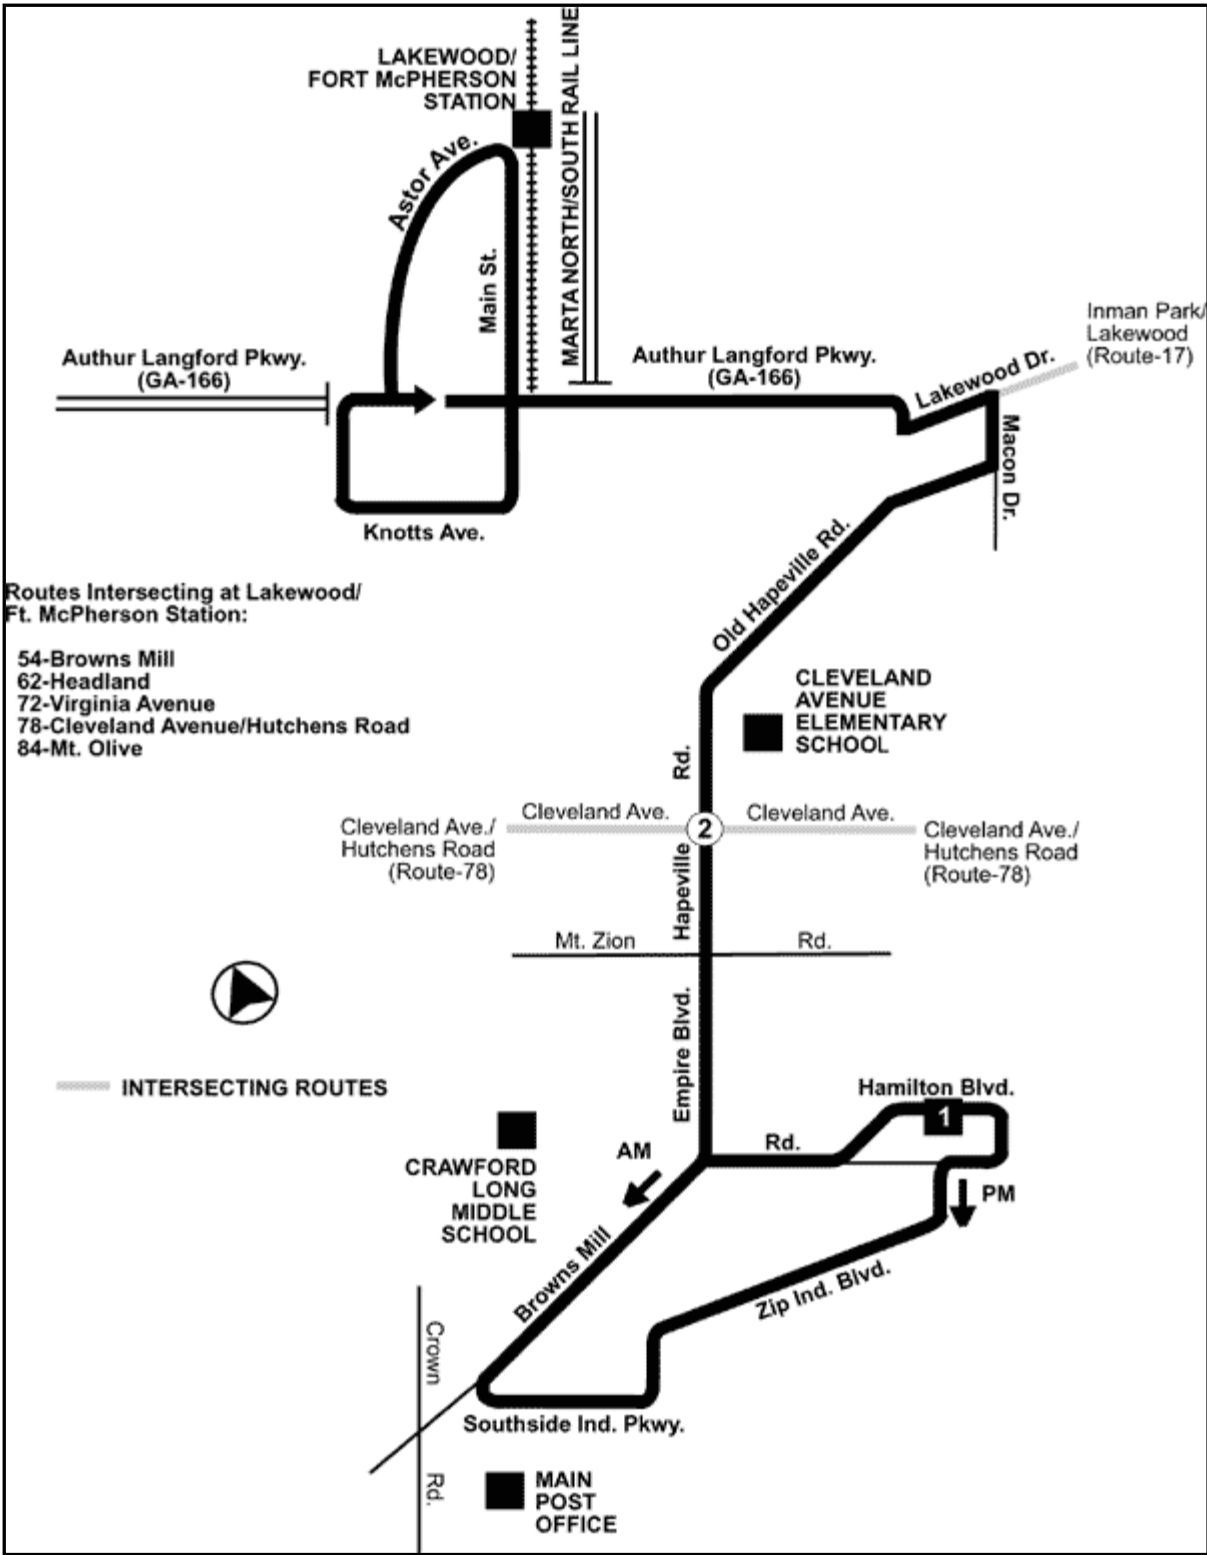 LAKEWOOD/
FORT McPHERSON
STATION
MARTA NORTH/SOUTH RAIL LINE
Astor Ave.
Main St.
Inman Park/
Lakewood
(Route-17)
Authur Langford Pkwy.
(GA-166)
Authur Langford Pkwy.
(GA-166)
Lakewood Dr.
Macon Dr.
Knotts Ave.
Old Hapeville Rd.
Routes Intersecting at Lakewood/
Ft. McPherson Station:
54-Browns Mill
62-Headland
72-Virginia Avenue
78-Cleveland Avenue/Hutchens Road
84-Mt. Olive
CLEVELAND
AVENUE
ELEMENTARY
SCHOOL
Rd.
Cleveland Ave.
2
Cleveland Ave.
Cleveland Ave./
Hutchens Road
(Route-78)
Cleveland Ave./
Hutchens Road
(Route-78)
Hapeville
Mt. Zion
Rd.
Empire Blvd.
INTERSECTING ROUTES
Hamilton Blvd.
1
Rd.
AM
PM
CRAWFORD
LONG
MIDDLE
SCHOOL
Browns Mill
Zip Ind. Blvd.
Crown
Southside Ind. Pkwy.
Rd.
MAIN
POST
OFFICE